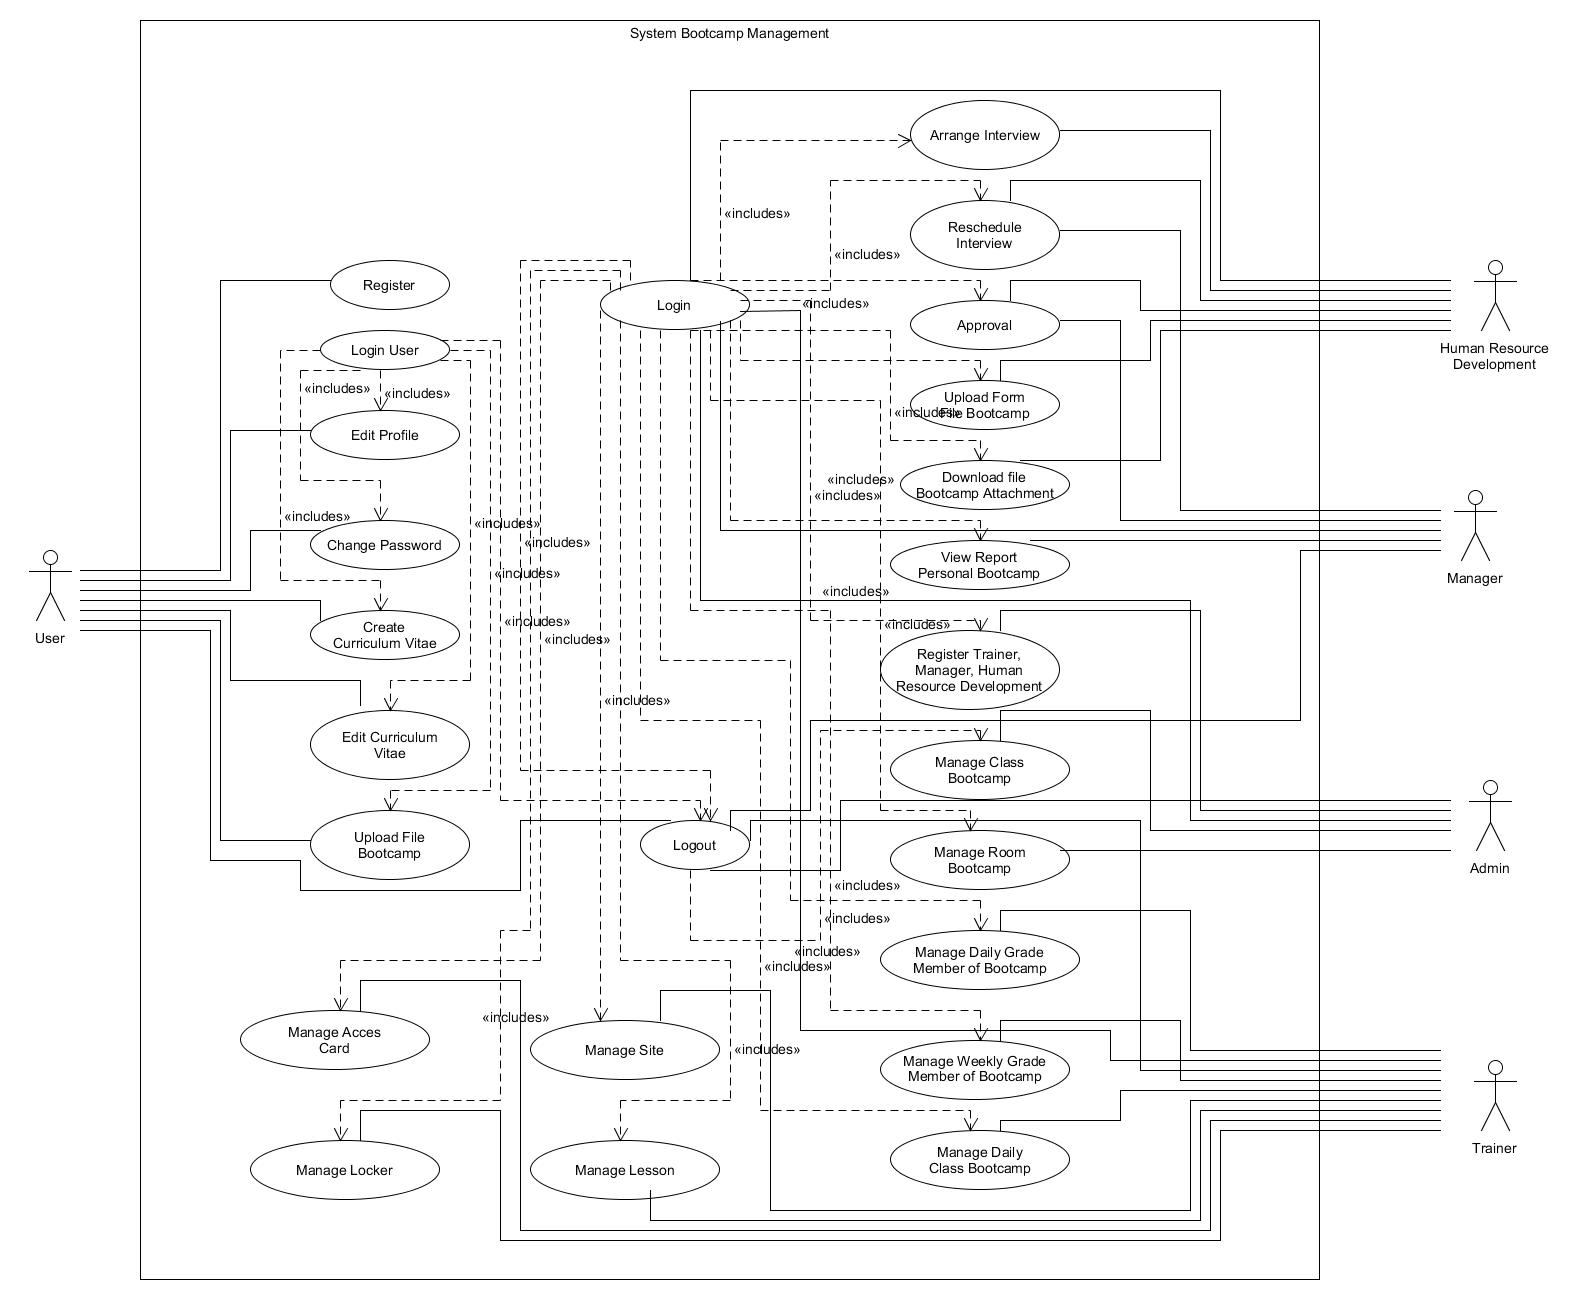 System Bootcamp Management
Arrange Interview
«includes»
Reschedule
Interview
«includes»
Register
Login
«includes»
Approval
Human Resource
Development
Login User
«includes»
«includes»
Upload Form
File Bootcamp
«includes»
Edit Profile
Download file
Bootcamp Attachment
«includes»
«includes»
«includes»
«includes»
Change Password
«includes»
View Report
Personal Bootcamp
«includes»
Manager
«includes»
User
Create
Curriculum Vitae
«includes»
«includes»
«includes»
Register Trainer,
Manager, Human
Resource Development
«includes»
Edit Curriculum
Vitae
Manage Class
Bootcamp
Upload File
Bootcamp
Logout
Manage Room
Bootcamp
Admin
«includes»
«includes»
«includes»
«includes»
Manage Daily Grade
Member of Bootcamp
«includes»
Manage Acces
Card
Manage Site
«includes»
Manage Weekly Grade
Member of Bootcamp
Trainer
Manage Locker
Manage Lesson
Manage Daily
Class Bootcamp